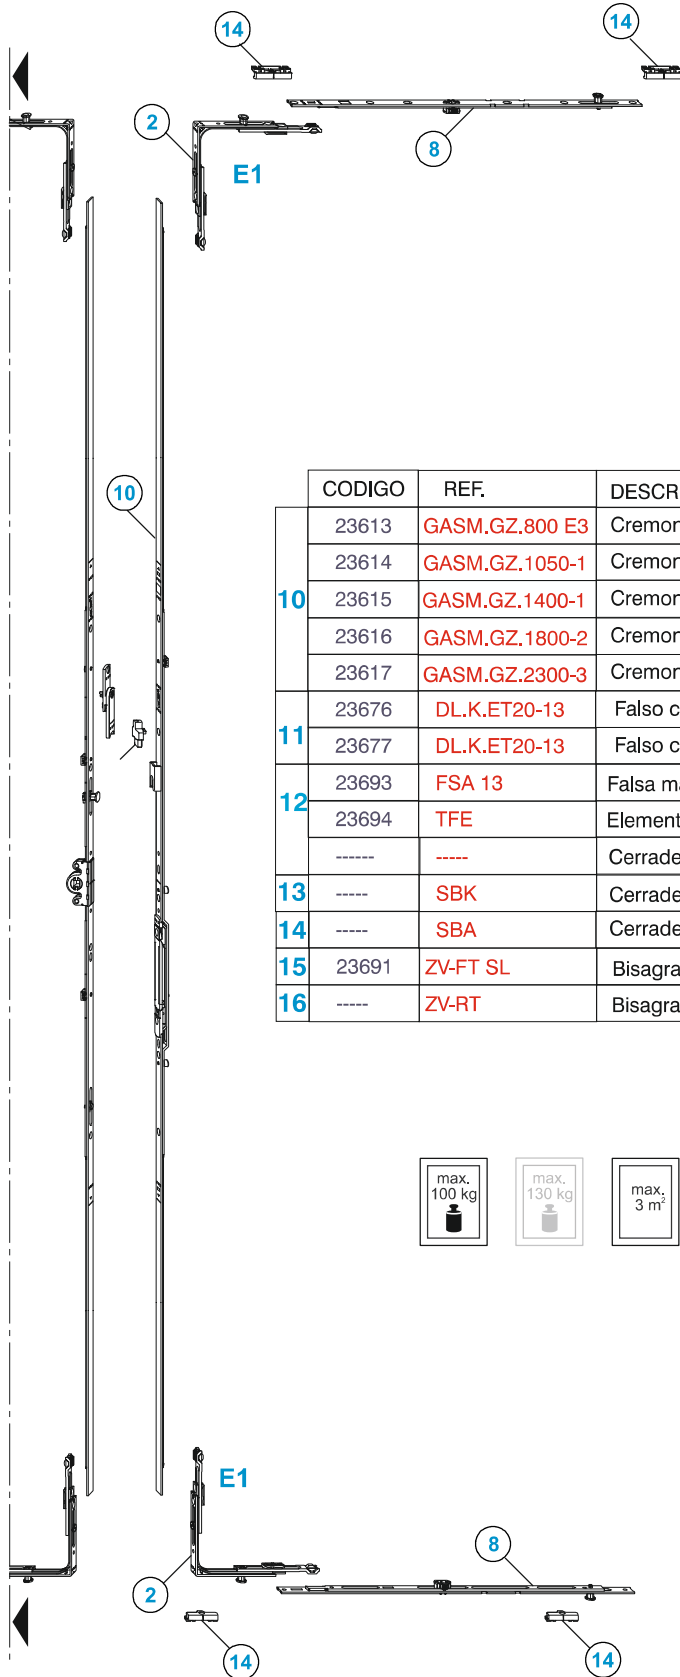 14
14
2
8
E1
10
CODIGO REF. DESCR
10
23613 GASM.GZ.800 E3 Cremon
23614 GASM.GZ.1050-1 Cremon
23615 GASM.GZ.1400-1 Cremon
23616 GASM.GZ.1800-2 Cremon
23617 GASM.GZ.2300-3 Cremon
11
23676 DL.K.ET20-13 Falso c
23677 DL.K.ET20-13 Falso c
12
23693 FSA 13 Falsa ma
23694 TFE Element
------ ----- Cerrade
13 ----- SBK Cerrade
14 ----- SBA Cerrade
15 23691 ZV-FT SL Bisagra
16 ----- ZV-RT Bisagra
max.
100 kg
max.
130 kg
max.
3 m²
E1
2
8
14
14